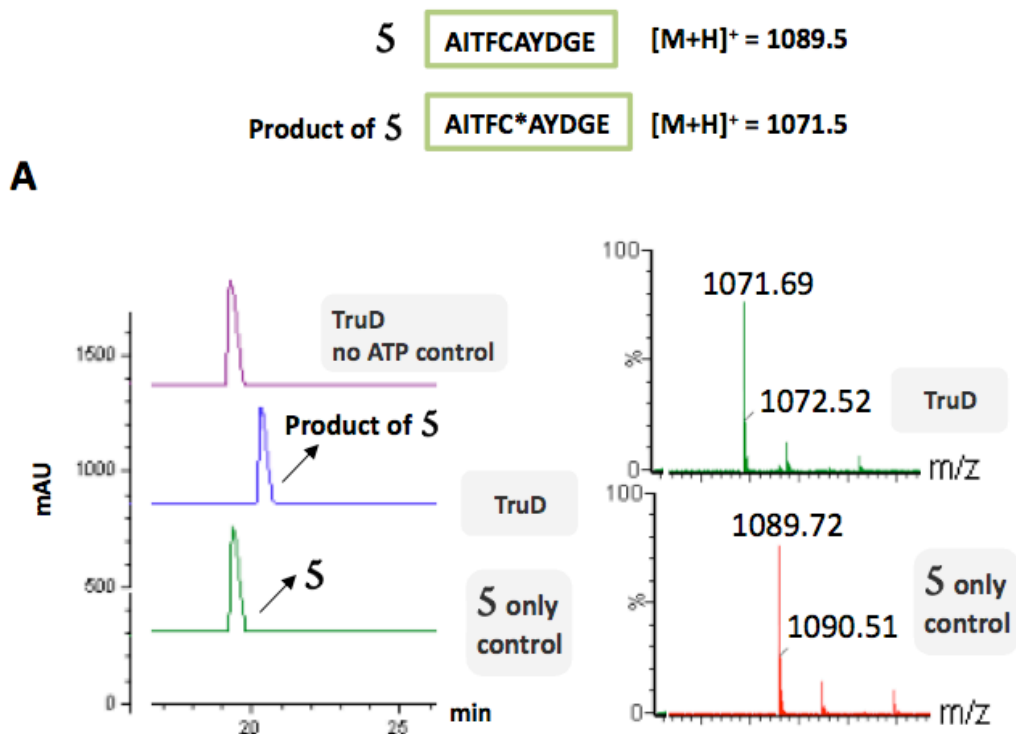 5 AITFCAYDGE [M+H]⁺ = 1089.5
Product of 5 AITFC*AYDGE [M+H]⁺ = 1071.5
A
mAU
1500
1000
500
0
20
25
min
TruD
no ATP control
Product of 5
TruD
5
5 only
control
100
%
0
1071.69
1072.52
TruD
m/z
100
%
0
1089.72
1090.51
5 only
control
m/z